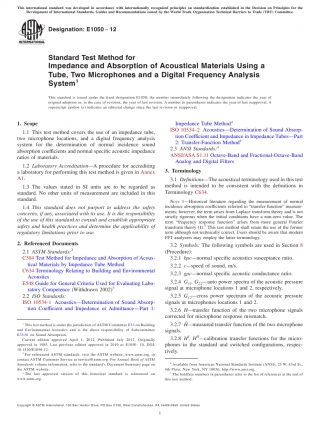 This international standard was developed in accordance with internationally recognized principles on standardization established in the Decision on Principles for the
Development of International Standards, Guides and Recommendations issued by the World Trade Organization Technical Barriers to Trade (TBT) Committee.
Designation: E1050 − 12
INTERNATIONAL
Standard Test Method for
Impedance and Absorption of Acoustical Materials Using a
Tube, Two Microphones and a Digital Frequency Analysis
System1
This standard is issued under the fixed designation E1050; the number immediately following the designation indicates the year of
original adoption or, in the case of revision, the year of last revision. A number in parentheses indicates the year of last reapproval. A
superscript epsilon (ε) indicates an editorial change since the last revision or reapproval.
1. Scope
1.1 This test method covers the use of an impedance tube,
two microphone locations, and a digital frequency analysis
system for the determination of normal incidence sound
absorption coefficients and normal specific acoustic impedance
ratios of materials.
1.2 Laboratory Accreditation—A procedure for accrediting
a laboratory for performing this test method is given in Annex
A1.
1.3 The values stated in SI units are to be regarded as
standard. No other units of measurement are included in this
standard.
1.4 This standard does not purport to address the safety
concerns, if any, associated with its use. It is the responsibility
of the use of this standard to consult and establish appropriate
safety and health practices and determine the applicability of
regulatory limitations prior to use.
2. Referenced Documents
2.1 ASTM Standards:2
C384 Test Method for Impedance and Absorption of Acous-
tical Materials by Impedance Tube Method
C634 Terminology Relating to Building and Environmental
Acoustics
E548 Guide for General Criteria Used for Evaluating Labo-
ratory Competence (Withdrawn 2002)3
2.2 ISO Standards:
ISO 10534-1 Acoustics—Determination of Sound Absorp-
tion Coefficient and Impedance or Admittance—Part 1:
1 This test method is under the jurisdiction of ASTM Committee E33 on Building
and Environmental Acoustics and is the direct responsibility of Subcommittee
E33.01 on Sound Absorption.
Current edition approved April 1, 2012. Published July 2012. Originally
approved in 1985. Last previous edition approved in 2010 as E1050 - 10. DOI:
10.1520/E1050-12.
2 For referenced ASTM standards, visit the ASTM website, www.astm.org, or
contact ASTM Customer Service at service@astm.org. For Annual Book of ASTM
Standards volume information, refer to the standard's Document Summary page on
the ASTM website.
3 The last approved version of this historical standard is referenced on
www.astm.org.
Impedance Tube Method4
ISO 10534-2 Acoustics—Determination of Sound Absorp-
tion Coefficient and Impedance in Impedance Tubes—Part
2: Transfer-Function Method4
2.3 ANSI Standards:4
ANSI/ASA S1.11 Octave-Band and Fractional-Octave-Band
Analog and Digital Filters
3. Terminology
3.1 Definitions—The acoustical terminology used in this test
method is intended to be consistent with the definitions in
Terminology C634.
NOTE 1—Historical literature regarding the measurement of normal
incidence absorption coefficients referred to "transfer function" measure-
ments; however, the term arises from Laplace transform theory and is not
strictly rigorous when the initial conditions have a non-zero value. The
term "frequency response function" arises from more general Fourier
transform theory (1).5 This test method shall retain the use of the former
term although not technically correct. Users should be aware that modern
FFT analyzers may employ the latter terminology.
3.2 Symbols: The following symbols are used in Section 8
(Procedure):
3.2.1 bρc—normal specific acoustics susceptance ratio.
3.2.2 c—speed of sound, m/s.
3.2.3 gρc—normal specific acoustic conductance ratio.
3.2.4 G11, G22—auto power spectra of the acoustic pressure
signal at microphone locations 1 and 2, respectively.
3.2.5 G12—cross power spectrum of the acoustic pressure
signals at microphones locations 1 and 2.
3.2.6 H—transfer function of the two microphone signals
corrected for microphone response mismatch.
3.2.7 H̄—measured transfer function of the two microphone
signals.
3.2.8 H̄I, H̄II—calibration transfer functions for the micro-
phones in the standard and switched configurations, respec-
tively.
4 Available from American National Standards Institute (ANSI), 25 W. 43rd St.,
4th Floor, New York, NY 10036, http://www.ansi.org.
5 The boldface numbers in parentheses refer to the list of references at the end of
this test method.
Copyright © ASTM International, 100 Barr Harbor Drive, PO Box C700, West Conshohocken, PA 19428-2959. United States
1